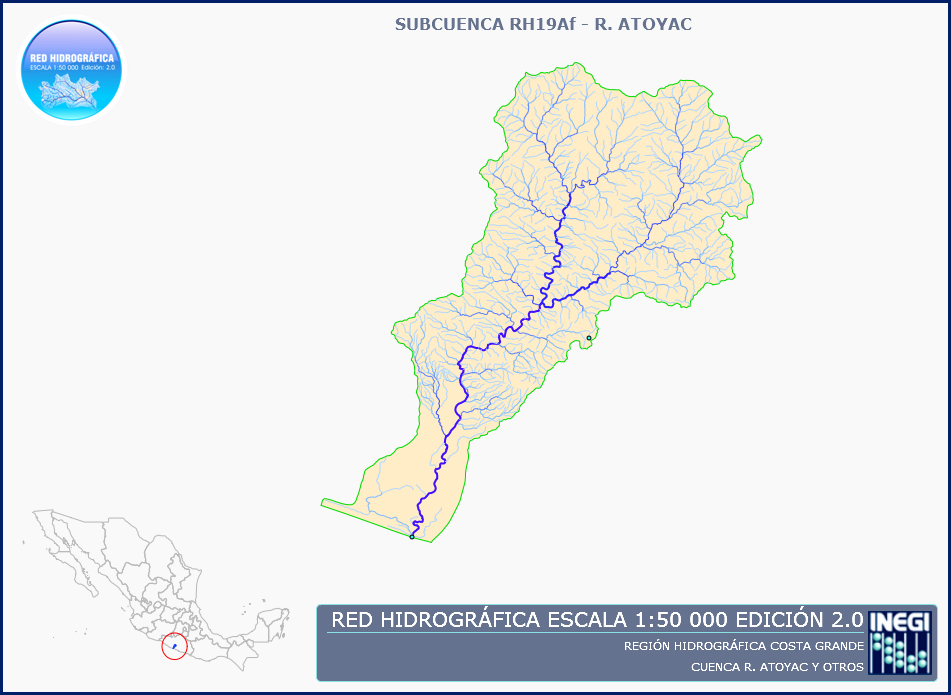 SUBCUENCA RH19Af - R. ATOYAC
RED HIDROGRÁFICA
ESCALA 1:50 000 Edición: 2.0
RED HIDROGRÁFICA ESCALA 1:50 000 EDICIÓN 2.0
REGIÓN HIDROGRÁFICA COSTA GRANDE
CUENCA R. ATOYAC Y OTROS
INEGI